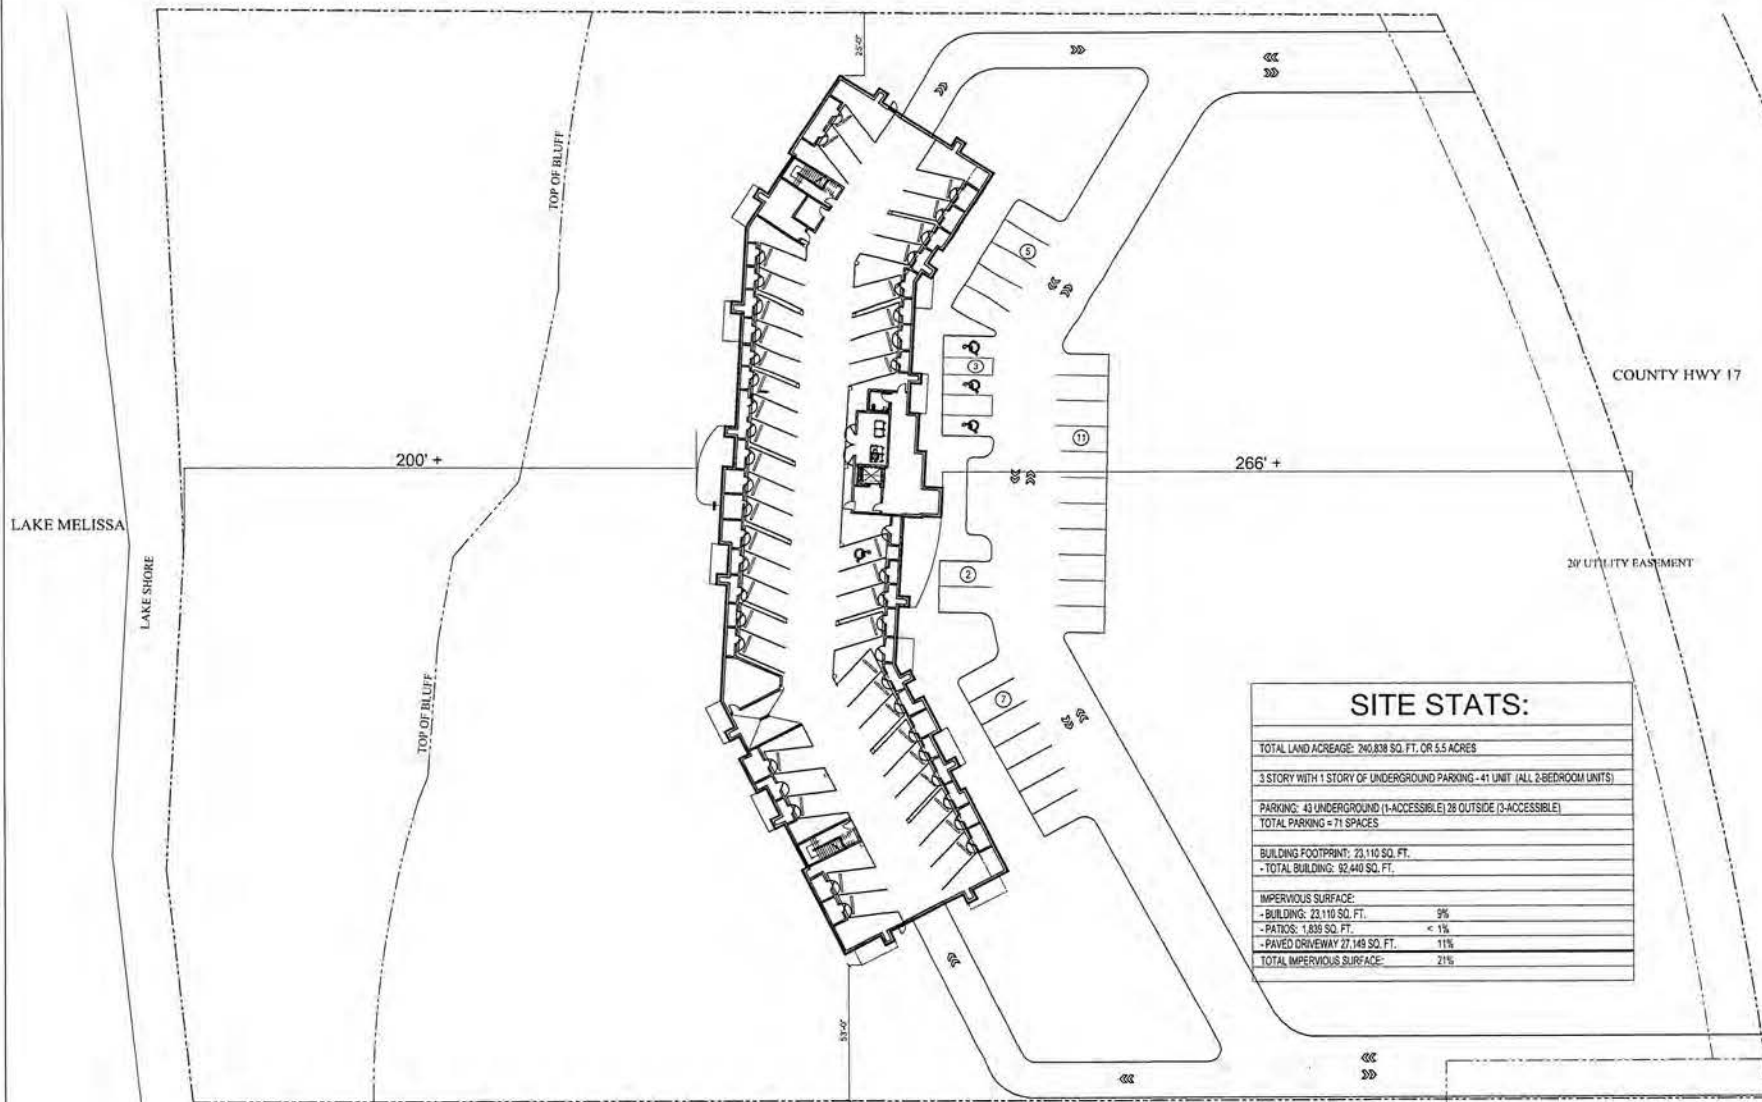 25'-0"
TOP OF BLUFF
5
3
COUNTY HWY 17
11
200' +
266' +
LAKE MELISSA
LAKE SHORE
20' UTILITY EASEMENT
2
TOP OF BLUFF
7
SITE STATS:
TOTAL LAND ACREAGE: 240,838 SQ. FT. OR 5.5 ACRES
3 STORY WITH 1 STORY OF UNDERGROUND PARKING - 41 UNIT (ALL 2-BEDROOM UNITS)
PARKING: 43 UNDERGROUND (1-ACCESSIBLE) 28 OUTSIDE (3-ACCESSIBLE)
TOTAL PARKING = 71 SPACES
BUILDING FOOTPRINT: 23,110 SQ. FT.
- TOTAL BUILDING: 92,440 SQ. FT.
IMPERVIOUS SURFACE:
- BUILDING: 23,110 SQ. FT. 9%
- PATIOS: 1,839 SQ. FT. < 1%
- PAVED DRIVEWAY 27,149 SQ. FT. 11%
TOTAL IMPERVIOUS SURFACE: 21%
53'-0"